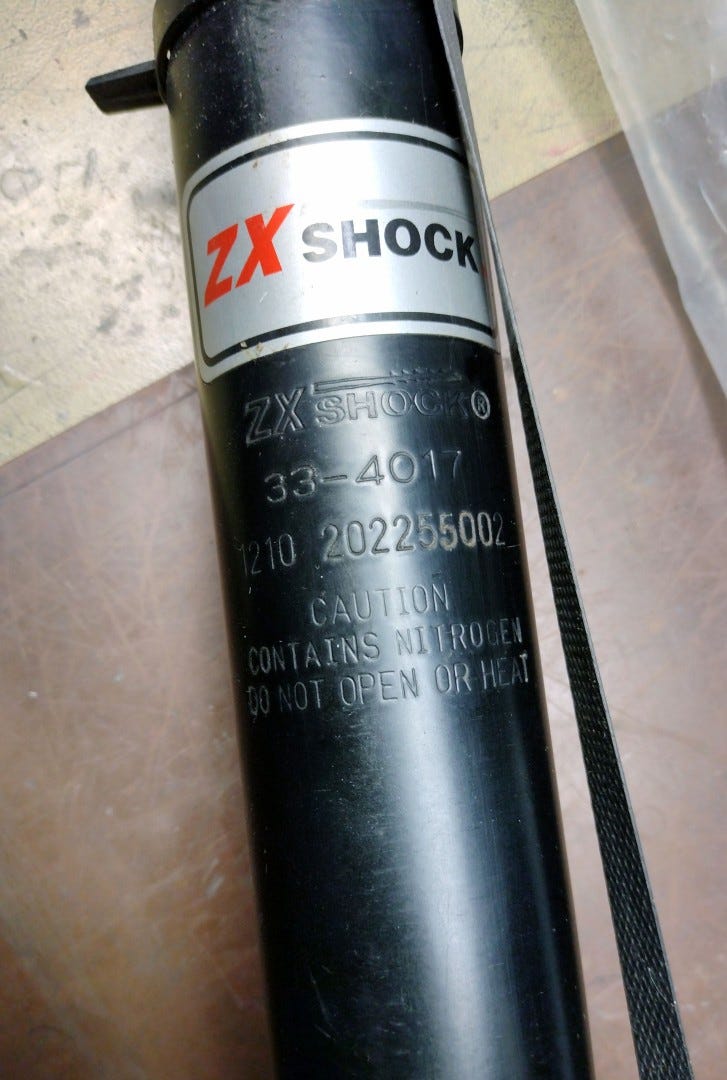 ZX SHOCK
ZX SHOCK®
33-4017
1210 202255002
CAUTION
CONTAINS NITROGEN
DO NOT OPEN OR HEAT